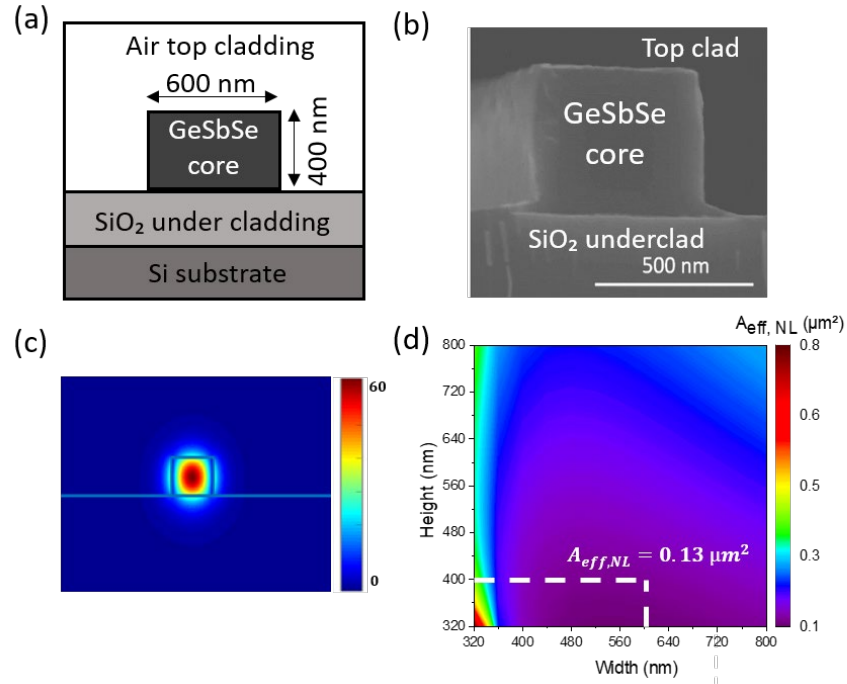 (a)
Air top cladding
600 nm
GeSbSe
core
400 nm
SiO₂ under cladding
Si substrate
(b)
Top clad
GeSbSe
core
SiO₂ underclad
500 nm
(c)
60
0
(d)
A_eff, NL (µm²)
800
720
640
560
480
400
320
Height (nm)
A_eff,NL = 0.13 µm²
0.8
0.6
0.4
0.3
0.2
0.1
320 400 480 560 640 720 800
Width (nm)